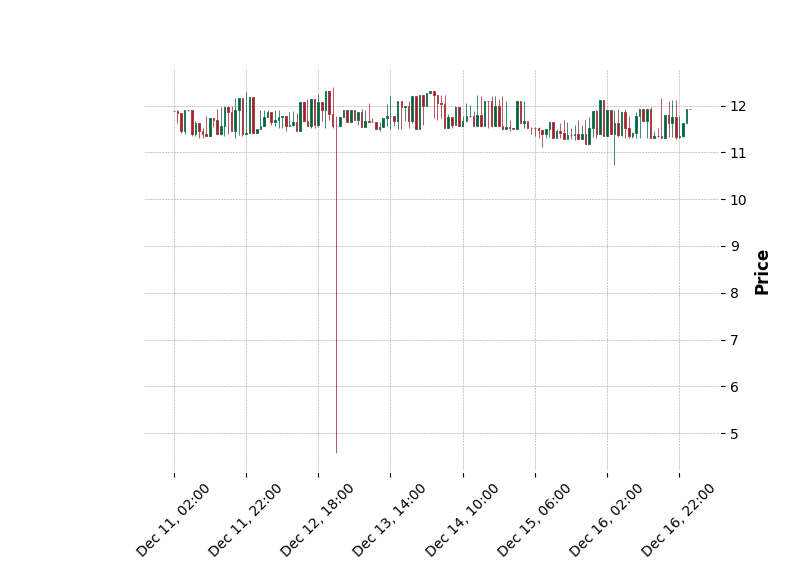 12
11
10
9
8
7
6
5
Price
Dec 11, 02:00
Dec 11, 22:00
Dec 12, 18:00
Dec 13, 14:00
Dec 14, 10:00
Dec 15, 06:00
Dec 16, 02:00
Dec 16, 22:00